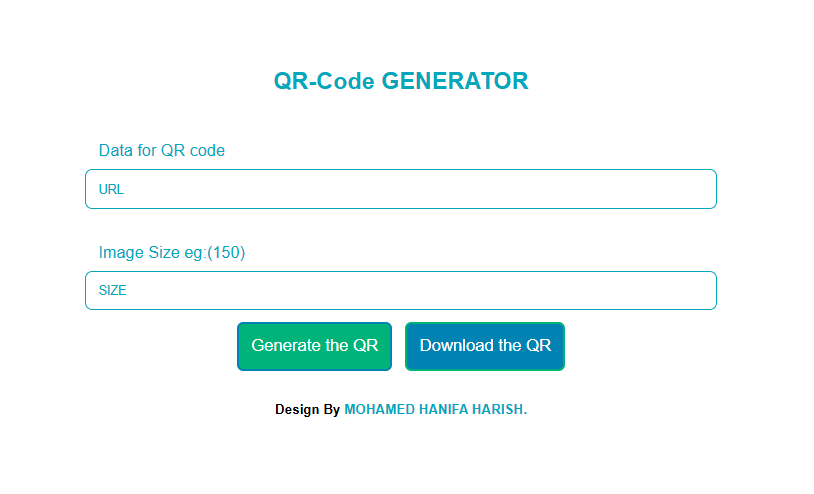 QR-Code GENERATOR
Data for QR code
URL
Image Size eg:(150)
SIZE
Generate the QR Download the QR
Design By MOHAMED HANIFA HARISH.